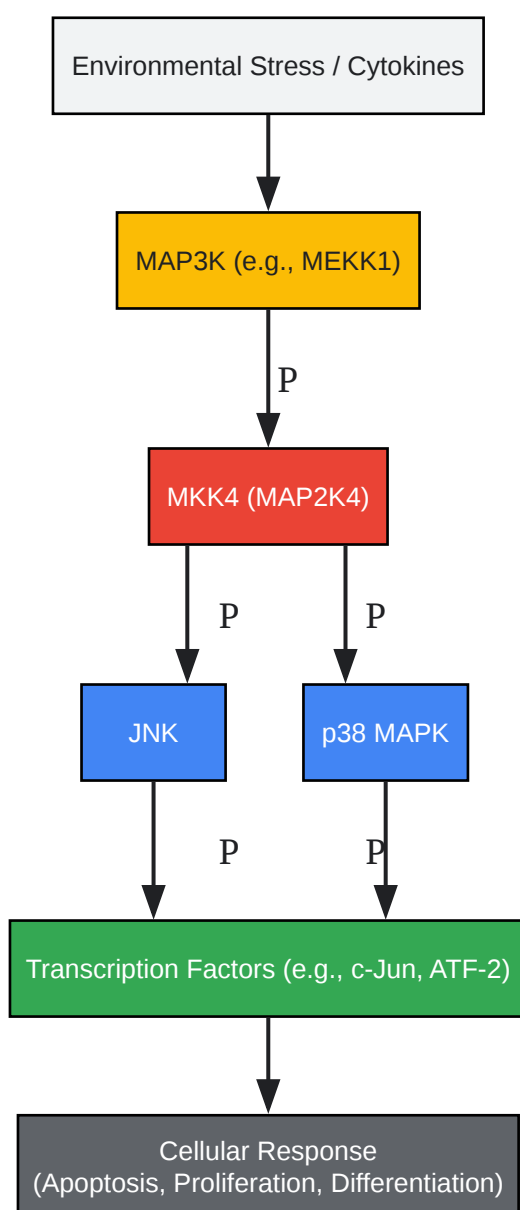 Environmental Stress / Cytokines
MAP3K (e.g., MEKK1)
P
MKK4 (MAP2K4)
P
P
JNK
p38 MAPK
P
P
Transcription Factors (e.g., c-Jun, ATF-2)
Cellular Response
(Apoptosis, Proliferation, Differentiation)